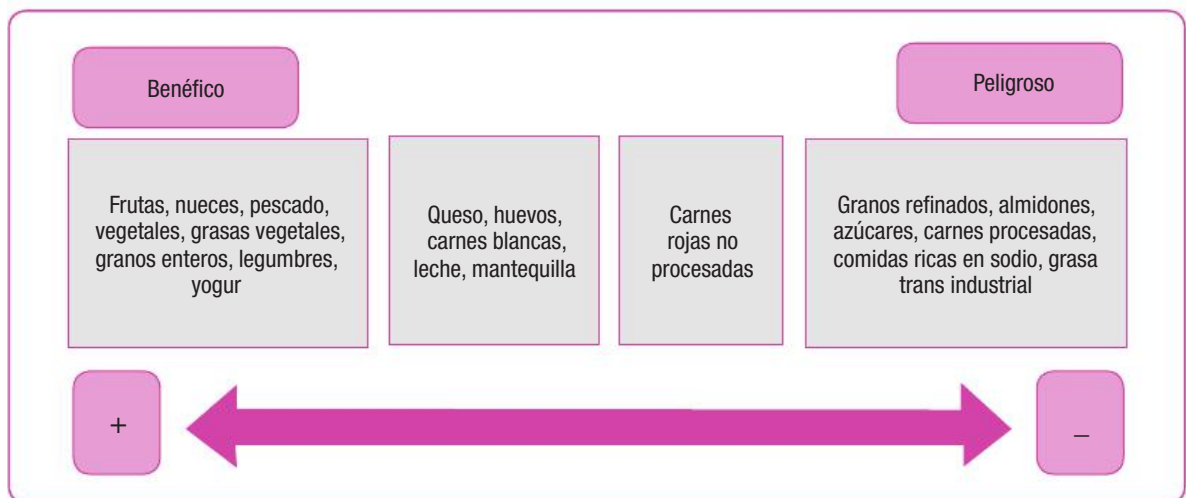 Benéfico
Peligroso
Frutas, nueces, pescado,
vegetales, grasas vegetales,
granos enteros, legumbres,
yogur
Queso, huevos,
carnes blancas,
leche, mantequilla
Carnes
rojas no
procesadas
Granos refinados, almidones,
azúcares, carnes procesadas,
comidas ricas en sodio, grasa
trans industrial
+
–